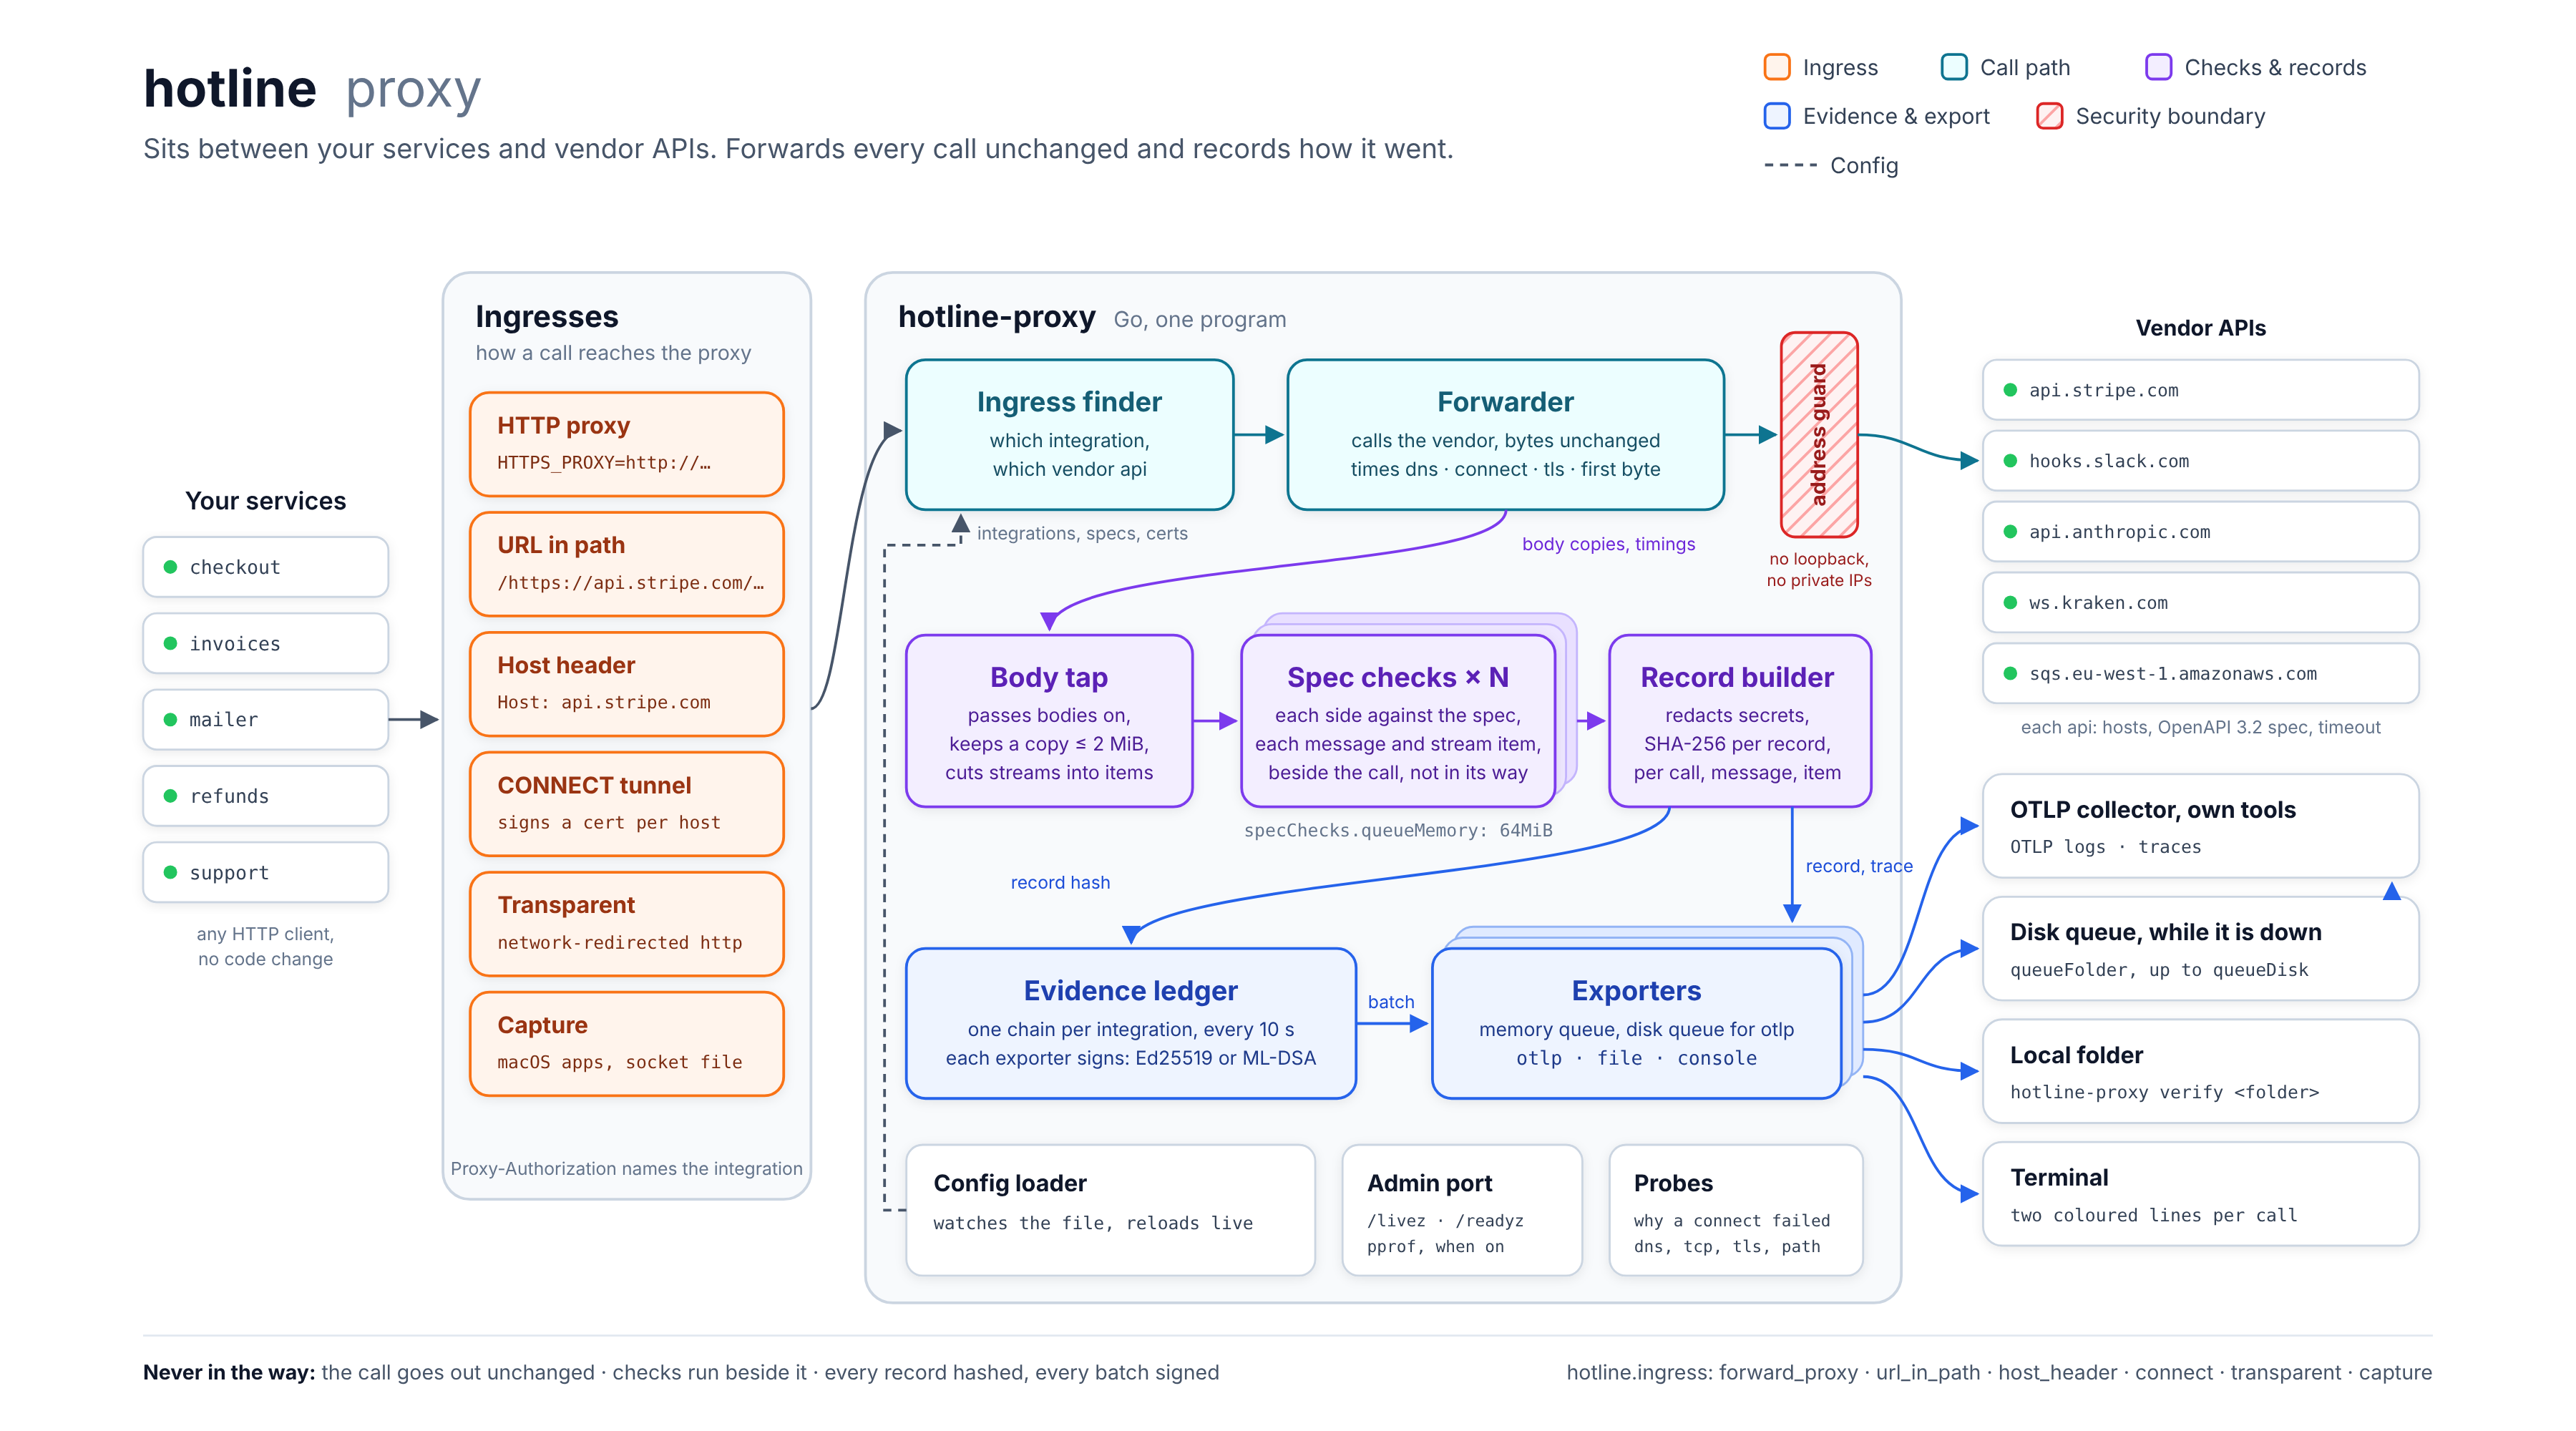 hotline proxy
Sits between your services and vendor APIs. Forwards every call unchanged and records how it went.
Ingress
Call path
Checks & records
Evidence & export
Security boundary
Config
Your services
checkout
invoices
mailer
refunds
support
any HTTP client,
no code change
Ingresses
how a call reaches the proxy
HTTP proxy
HTTPS_PROXY=http://…
URL in path
/https://api.stripe.com/…
Host header
Host: api.stripe.com
CONNECT tunnel
signs a cert per host
Transparent
network-redirected http
Capture
macOS apps, socket file
Proxy-Authorization names the integration
hotline-proxy Go, one program
Ingress finder
which integration,
which vendor api
Forwarder
calls the vendor, bytes unchanged
times dns · connect · tls · first byte
address guard
no loopback,
no private IPs
integrations, specs, certs
body copies, timings
Body tap
passes bodies on,
keeps a copy ≤ 2 MiB,
cuts streams into items
Spec checks × N
each side against the spec,
each message and stream item,
beside the call, not in its way
Record builder
redacts secrets,
SHA-256 per record,
per call, message, item
specChecks.queueMemory: 64MiB
record hash
record, trace
Evidence ledger
one chain per integration, every 10 s
each exporter signs: Ed25519 or ML-DSA
batch
Exporters
memory queue, disk queue for otlp
otlp · file · console
Config loader
watches the file, reloads live
Admin port
/livez · /readyz
pprof, when on
Probes
why a connect failed
dns, tcp, tls, path
Vendor APIs
api.stripe.com
hooks.slack.com
api.anthropic.com
ws.kraken.com
sqs.eu-west-1.amazonaws.com
each api: hosts, OpenAPI 3.2 spec, timeout
OTLP collector, own tools
OTLP logs · traces
Disk queue, while it is down
queueFolder, up to queueDisk
Local folder
hotline-proxy verify <folder>
Terminal
two coloured lines per call
Never in the way: the call goes out unchanged · checks run beside it · every record hashed, every batch signed
hotline.ingress: forward_proxy · url_in_path · host_header · connect · transparent · capture